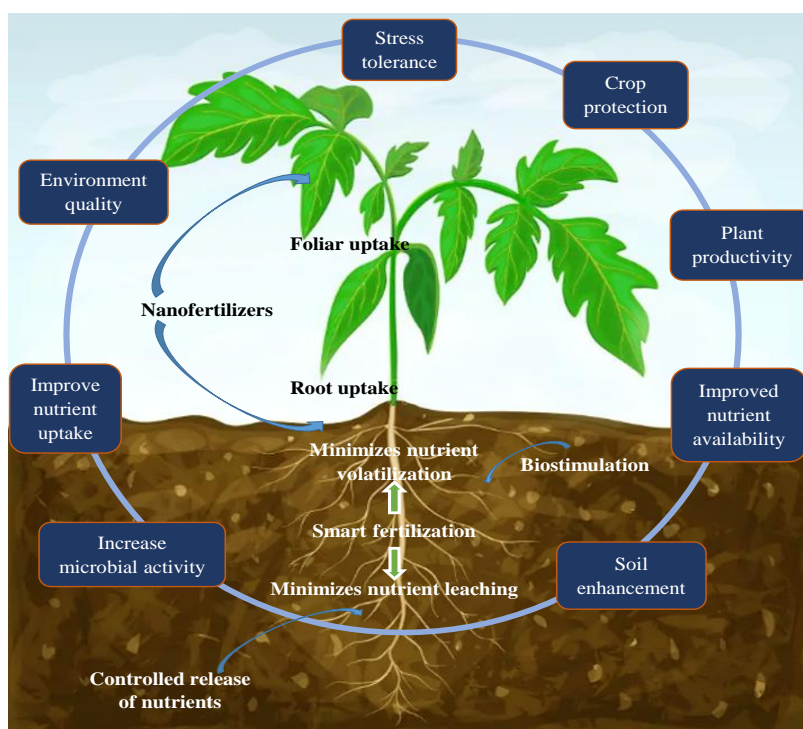 Stress
tolerance
Crop
protection
Environment
quality
Plant
productivity
Foliar uptake
Nanofertilizers
Improve
nutrient
uptake
Root uptake
Improved
nutrient
availability
Minimizes nutrient
volatilization
Biostimulation
Smart fertilization
Increase
microbial activity
Soil
enhancement
Minimizes nutrient leaching
Controlled release
of nutrients